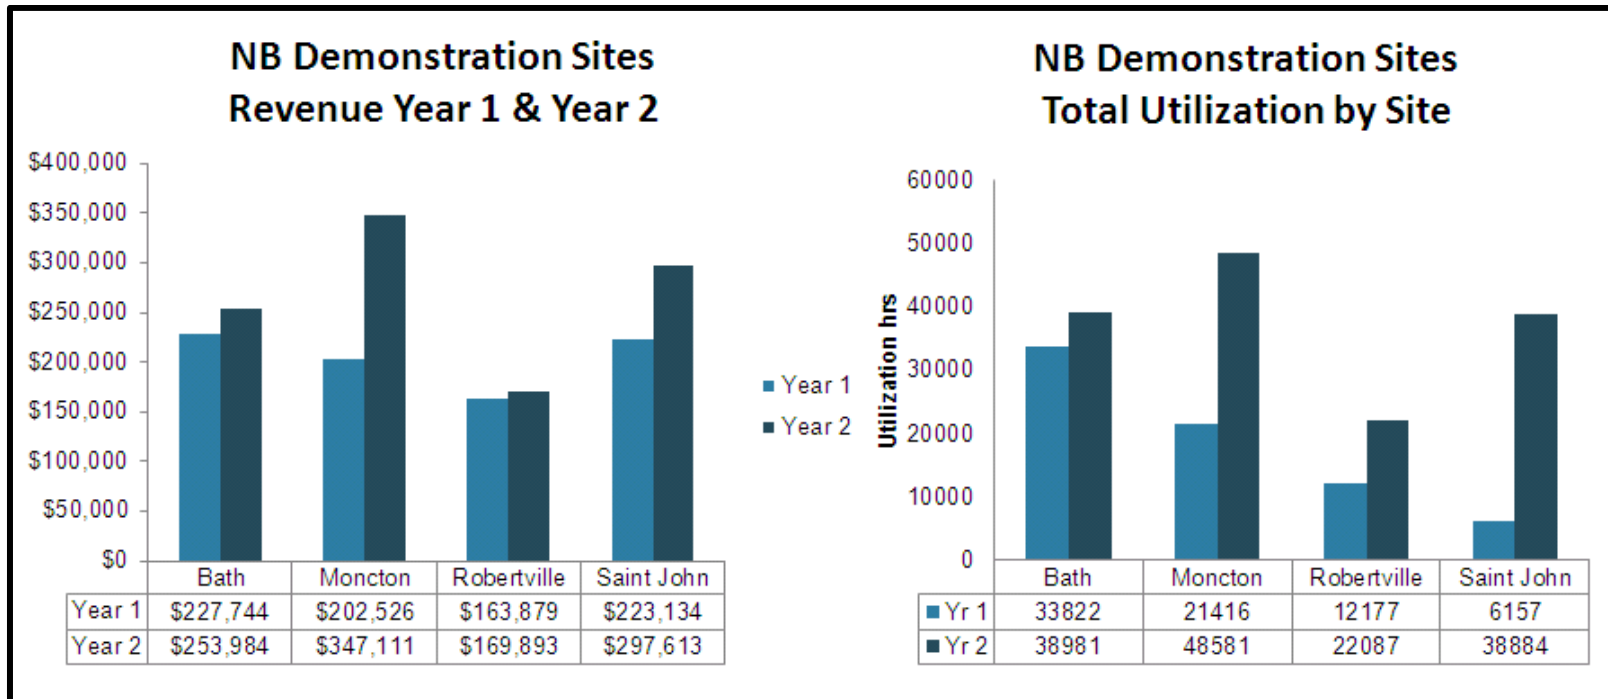 NB Demonstration Sites
Revenue Year 1 & Year 2
$400,000
$350,000
$300,000
$250,000
$200,000
$150,000
$100,000
$50,000
$0
Bath Moncton Robertville Saint John
Year 1 $227,744 $202,526 $163,879 $223,134
Year 2 $253,984 $347,111 $169,893 $297,613
Year 1
Year 2
NB Demonstration Sites
Total Utilization by Site
Utilization hrs
60000
50000
40000
30000
20000
10000
0
Bath Moncton Robertville Saint John
Yr 1 33822 21416 12177 6157
Yr 2 38981 48581 22087 38884